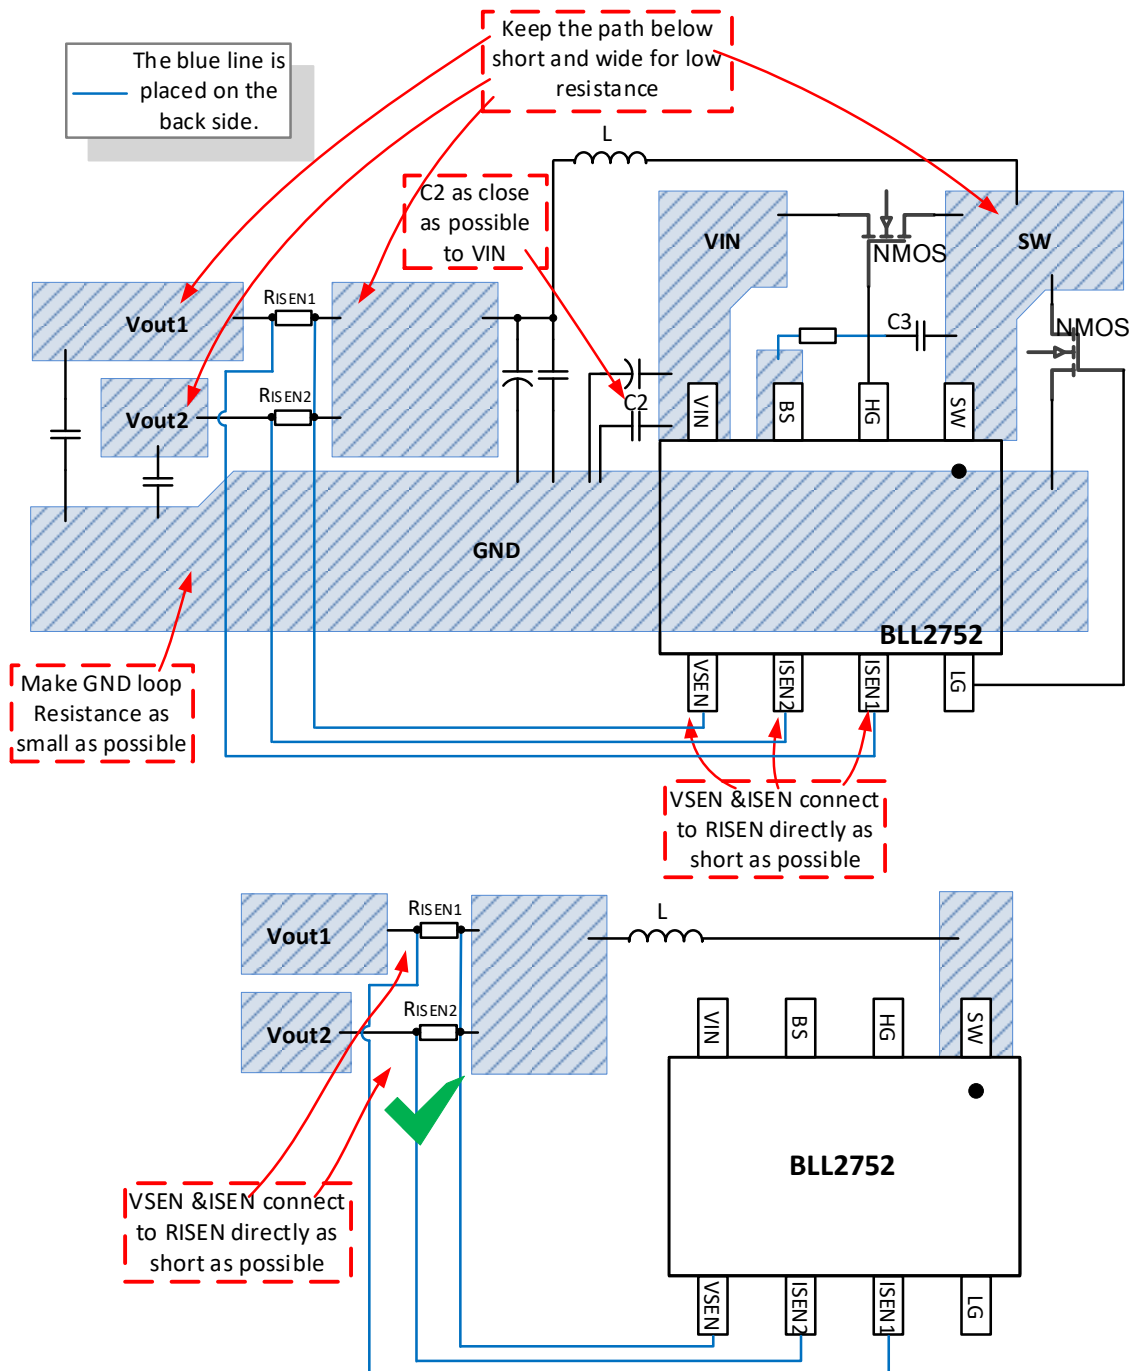 Keep the path below
short and wide for low
resistance
The blue line is
placed on the
back side.
L
C2 as close
as possible
to VIN
VIN
NMOS
SW
RISEN1
Vout1
C3
NMOS
RISEN2
Vout2
C2
VIN
BS
HG
SW
GND
BLL2752
VSEN
ISEN2
ISEN1
LG
Make GND loop
Resistance as
small as possible
VSEN &ISEN connect
to RISEN directly as
short as possible
RISEN1
L
Vout1
RISEN2
Vout2
VIN
BS
HG
SW
BLL2752
VSEN &ISEN connect
to RISEN directly as
short as possible
VSEN
ISEN2
ISEN1
LG